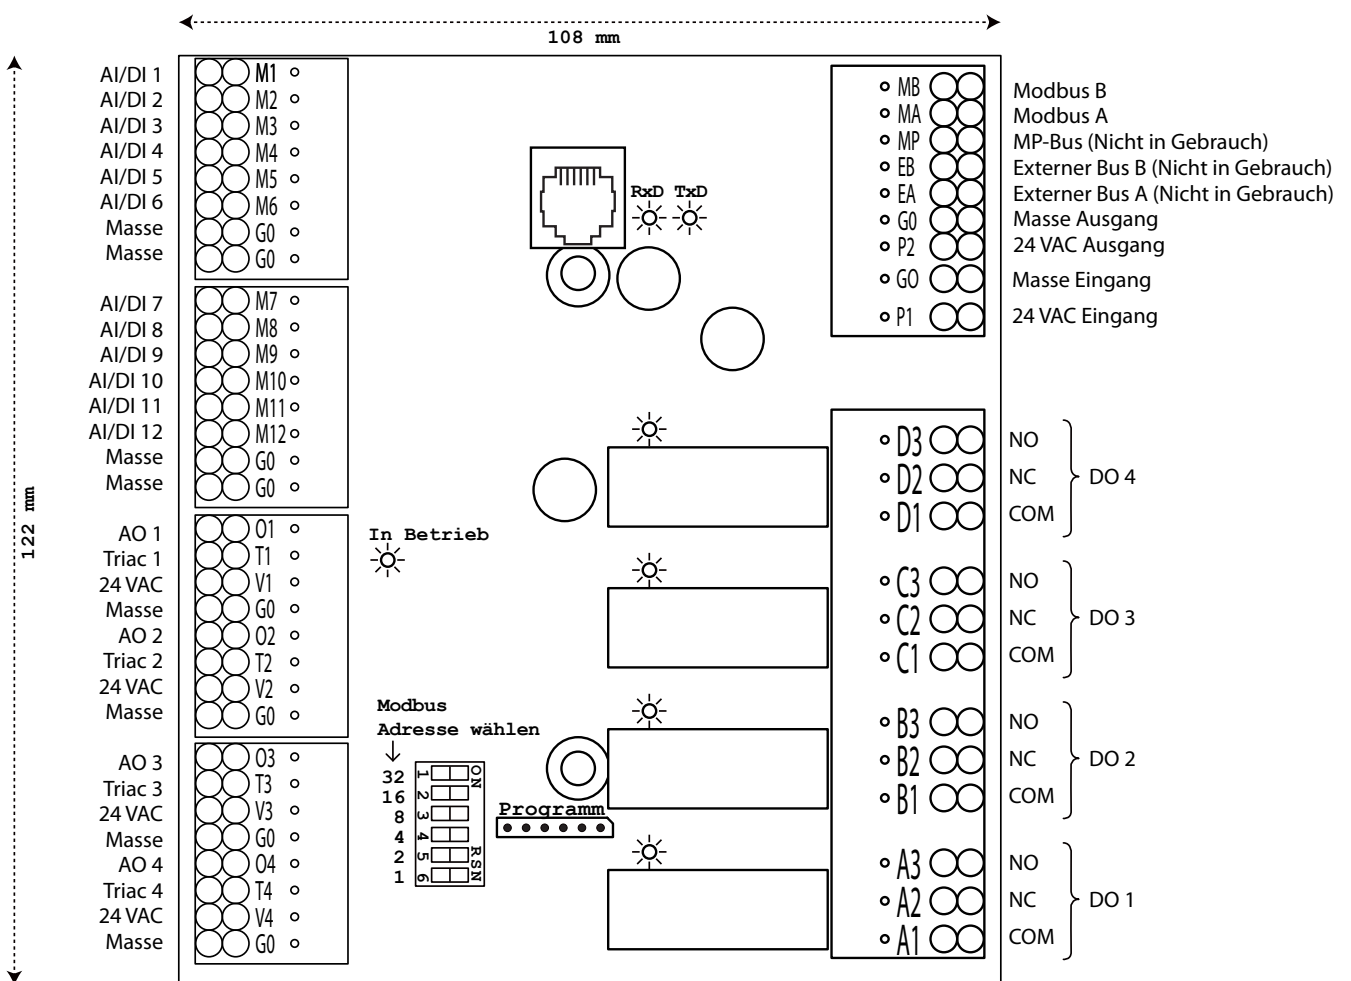 108 mm
122 mm
AI/DI 1 M1
AI/DI 2 M2
AI/DI 3 M3
AI/DI 4 M4
AI/DI 5 M5
AI/DI 6 M6
Masse G0
Masse G0
AI/DI 7 M7
AI/DI 8 M8
AI/DI 9 M9
AI/DI 10 M10
AI/DI 11 M11
AI/DI 12 M12
Masse G0
Masse G0
AO 1 O1
Triac 1 T1
24 VAC V1
Masse G0
AO 2 O2
Triac 2 T2
24 VAC V2
Masse G0
AO 3 O3
Triac 3 T3
24 VAC V3
Masse G0
AO 4 O4
Triac 4 T4
24 VAC V4
Masse G0
RxD TxD
In Betrieb
Modbus
Adresse wählen
32 1 ON
16 2
8 3
4 4
2 5 RSN
1 6
Programm
MB Modbus B
MA Modbus A
MP MP-Bus (Nicht in Gebrauch)
EB Externer Bus B (Nicht in Gebrauch)
EA Externer Bus A (Nicht in Gebrauch)
G0 Masse Ausgang
P2 24 VAC Ausgang
GO Masse Eingang
P1 24 VAC Eingang
D3 NO
D2 NC DO 4
D1 COM
C3 NO
C2 NC DO 3
C1 COM
B3 NO
B2 NC DO 2
B1 COM
A3 NO
A2 NC DO 1
A1 COM